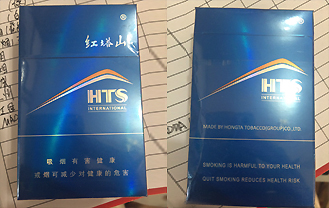 红塔山®
HTS
INTERNATIONAL
吸烟有害健康
戒烟可减少对健康的危害
HTS
INTERNATIONAL
MADE BY HONGTA TOBACCO(GROUP)CO.,LTD.
SMOKING IS HARMFUL TO YOUR HEALTH
QUIT SMOKING REDUCES HEALTH RISK